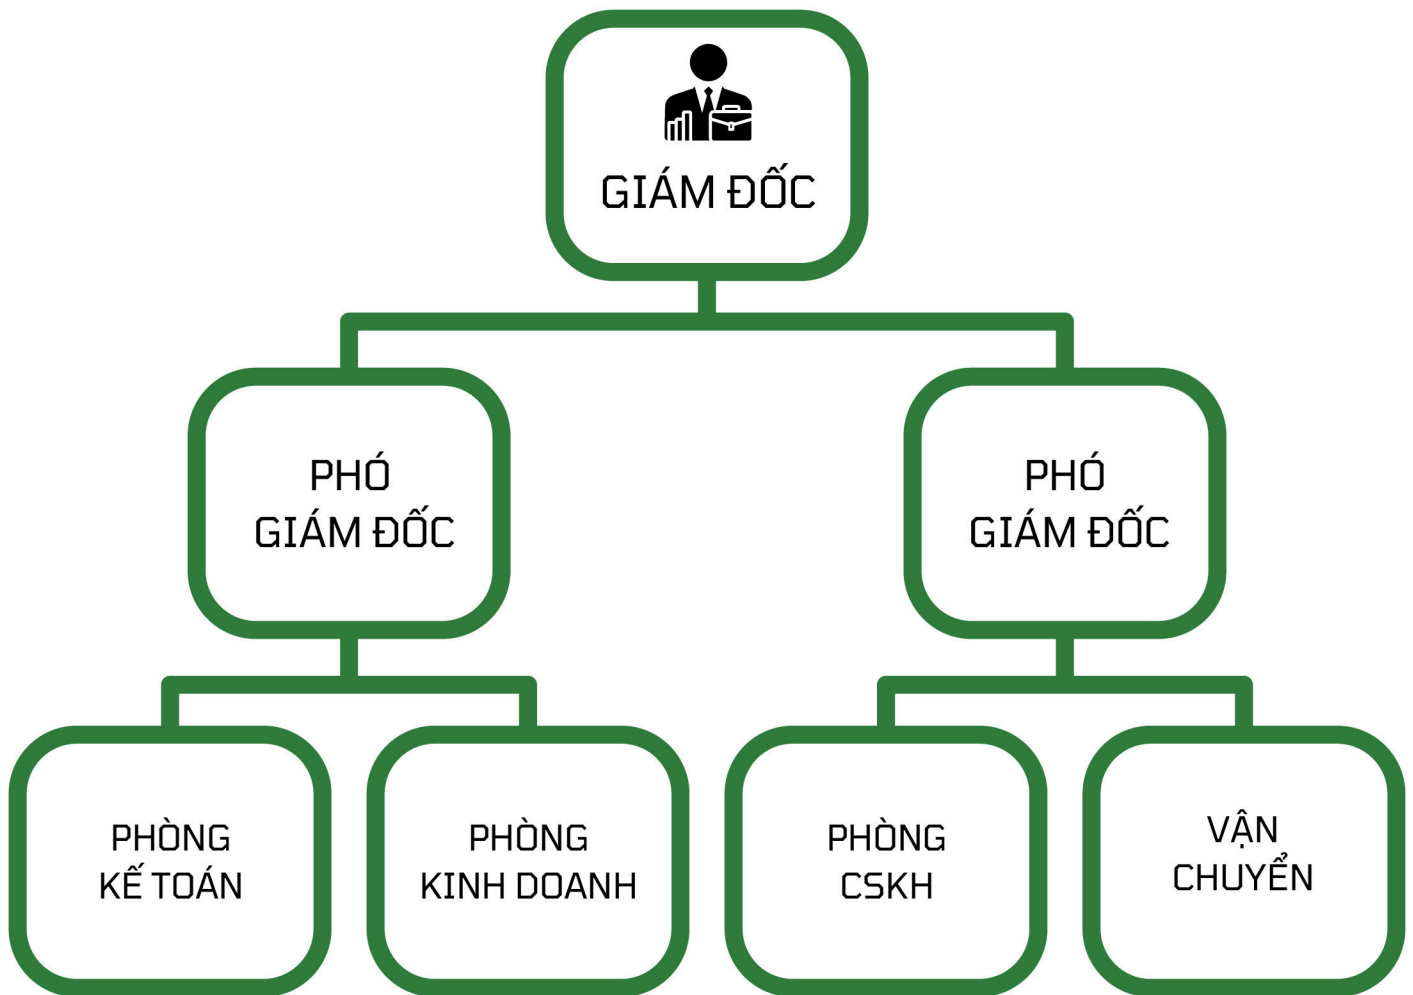 GIÁM ĐỐC
PHÓ
GIÁM ĐỐC
PHÓ
GIÁM ĐỐC
PHÒNG
KẾ TOÁN
PHÒNG
KINH DOANH
PHÒNG
CSKH
VẬN
CHUYỂN